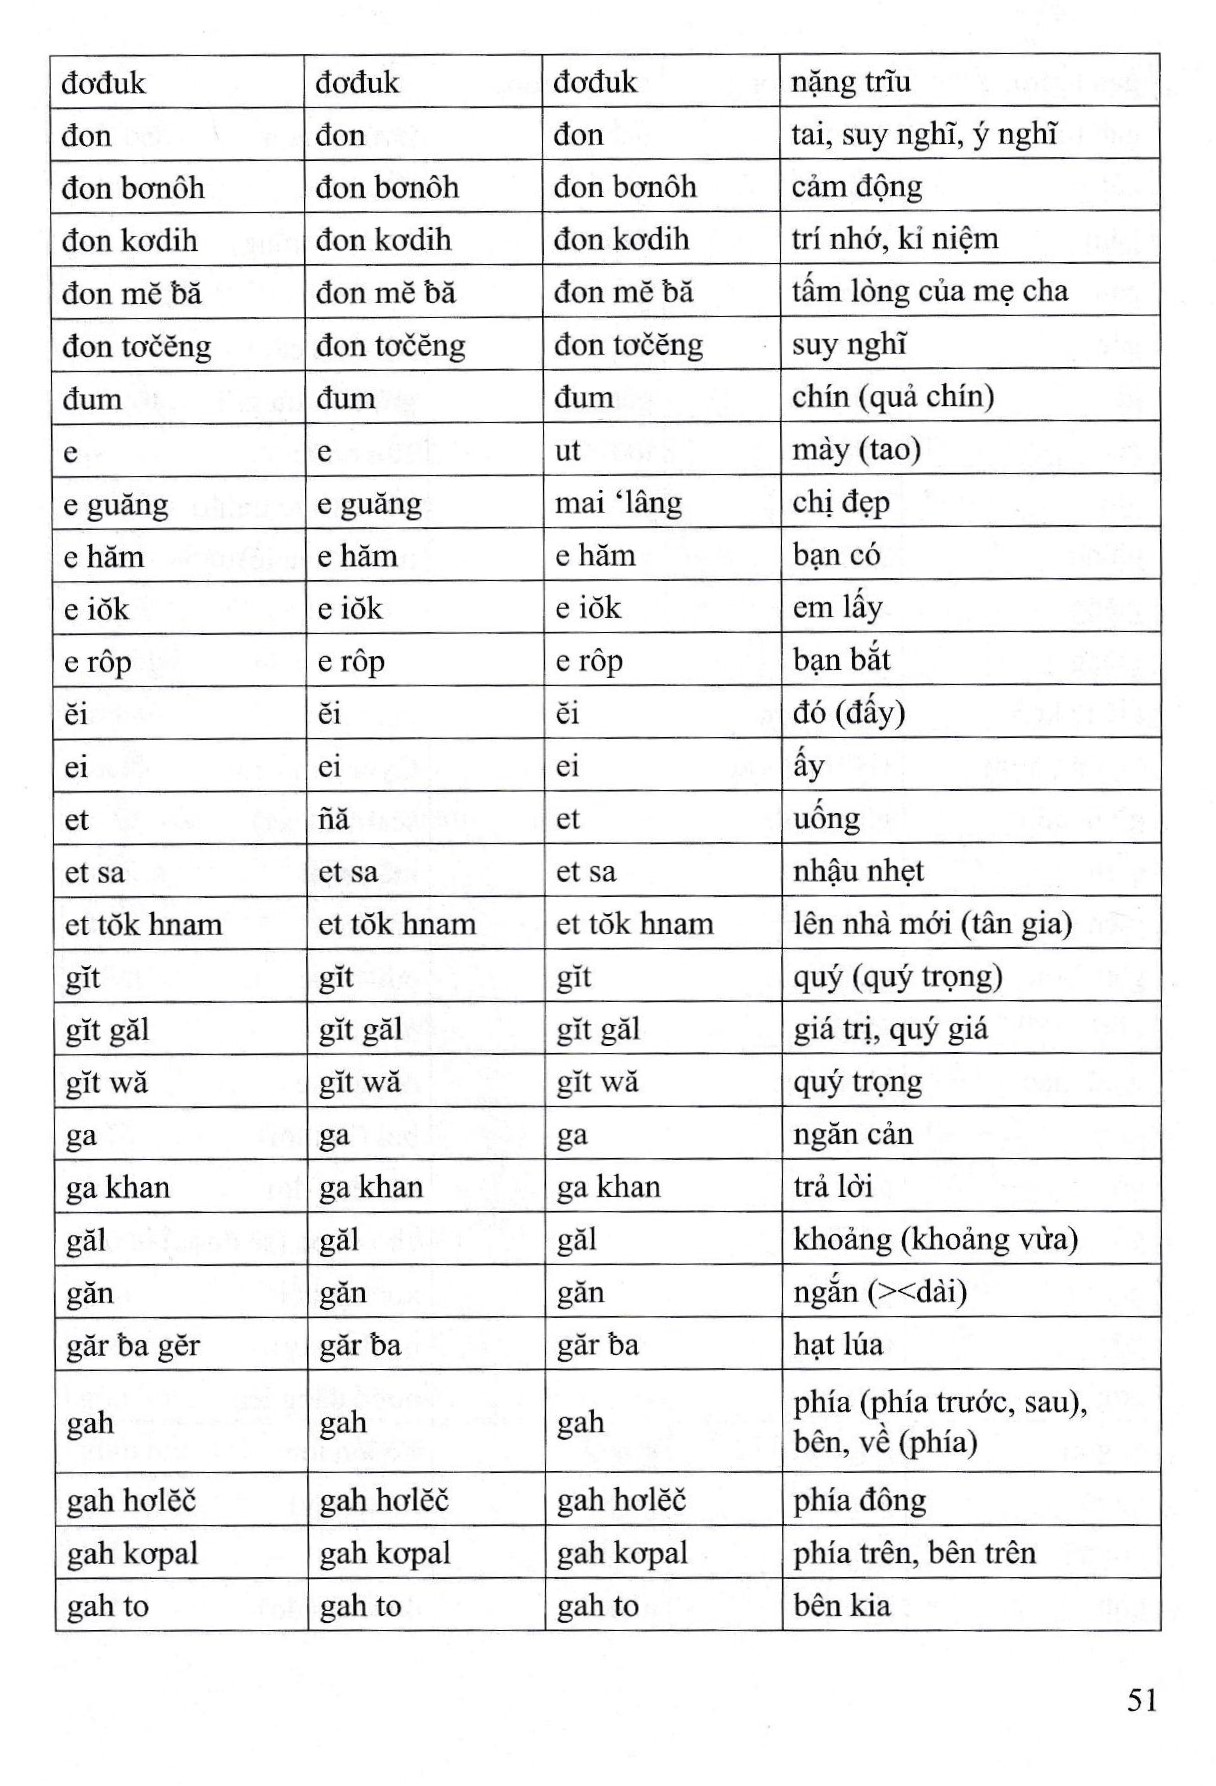 đơđuk đơđuk đơđuk nặng trĩu
đon đon đon tai, suy nghĩ, ý nghĩ
đon bơnôh đon bơnôh đon bơnôh cảm động
đon kơdih đon kơdih đon kơdih trí nhớ, kỉ niệm
đon mĕ ƀă đon mĕ ƀă đon mĕ ƀă tấm lòng của mẹ cha
đon tơčĕng đon tơčĕng đon tơčĕng suy nghĩ
đum đum đum chín (quả chín)
e e ut mày (tao)
e guăng e guăng mai ‘lâng chị đẹp
e hăm e hăm e hăm bạn có
e iŏk e iŏk e iŏk em lấy
e rôp e rôp e rôp bạn bắt
ĕi ĕi ĕi đó (đấy)
ei ei ei ấy
et ñă et uống
et sa et sa et sa nhậu nhẹt
et tŏk hnam et tŏk hnam et tŏk hnam lên nhà mới (tân gia)
gĭt gĭt gĭt quý (quý trọng)
gĭt găl gĭt găl gĭt găl giá trị, quý giá
gĭt wă gĭt wă gĭt wă quý trọng
ga ga ga ngăn cản
ga khan ga khan ga khan trả lời
găl găl găl khoảng (khoảng vừa)
găn găn găn ngắn (><dài)
găr ƀa gĕr găr ƀa găr ƀa hạt lúa
gah gah gah phía (phía trước, sau),
bên, về (phía)
gah hơlĕč gah hơlĕč gah hơlĕč phía đông
gah kơpal gah kơpal gah kơpal phía trên, bên trên
gah to gah to gah to bên kia
51